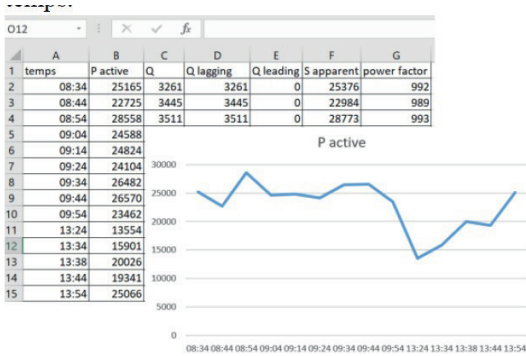 temps.
O12 fx
A B C D E F G
1 temps P active Q Q lagging Q leading S apparent power factor
2 08:34 25165 3261 3261 0 25376 992
3 08:44 22725 3445 3445 0 22984 989
4 08:54 28558 3511 3511 0 28773 993
5 09:04 24588
6 09:14 24824
7 09:24 24104
8 09:34 26482
9 09:44 26570
10 09:54 23462
11 13:24 13554
12 13:34 15901
13 13:38 20026
14 13:44 19341
15 13:54 25066
P active
30000
25000
20000
15000
10000
5000
0
08:34 08:44 08:54 09:04 09:14 09:24 09:34 09:44 09:54 13:24 13:34 13:38 13:44 13:54